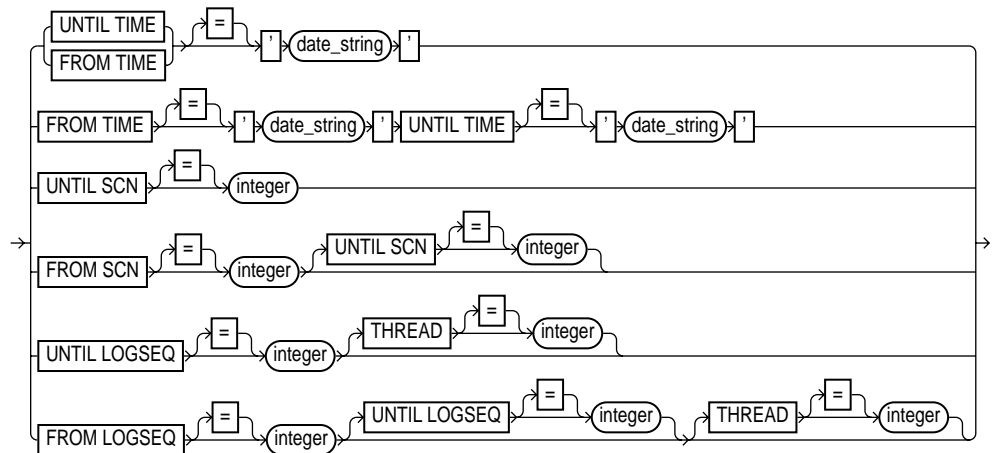 UNTIL TIME
FROM TIME = ' date_string '
FROM TIME = ' date_string ' UNTIL TIME = ' date_string '
UNTIL SCN = integer
FROM SCN = integer UNTIL SCN = integer
UNTIL LOGSEQ = integer THREAD = integer
FROM LOGSEQ = integer UNTIL LOGSEQ = integer THREAD = integer